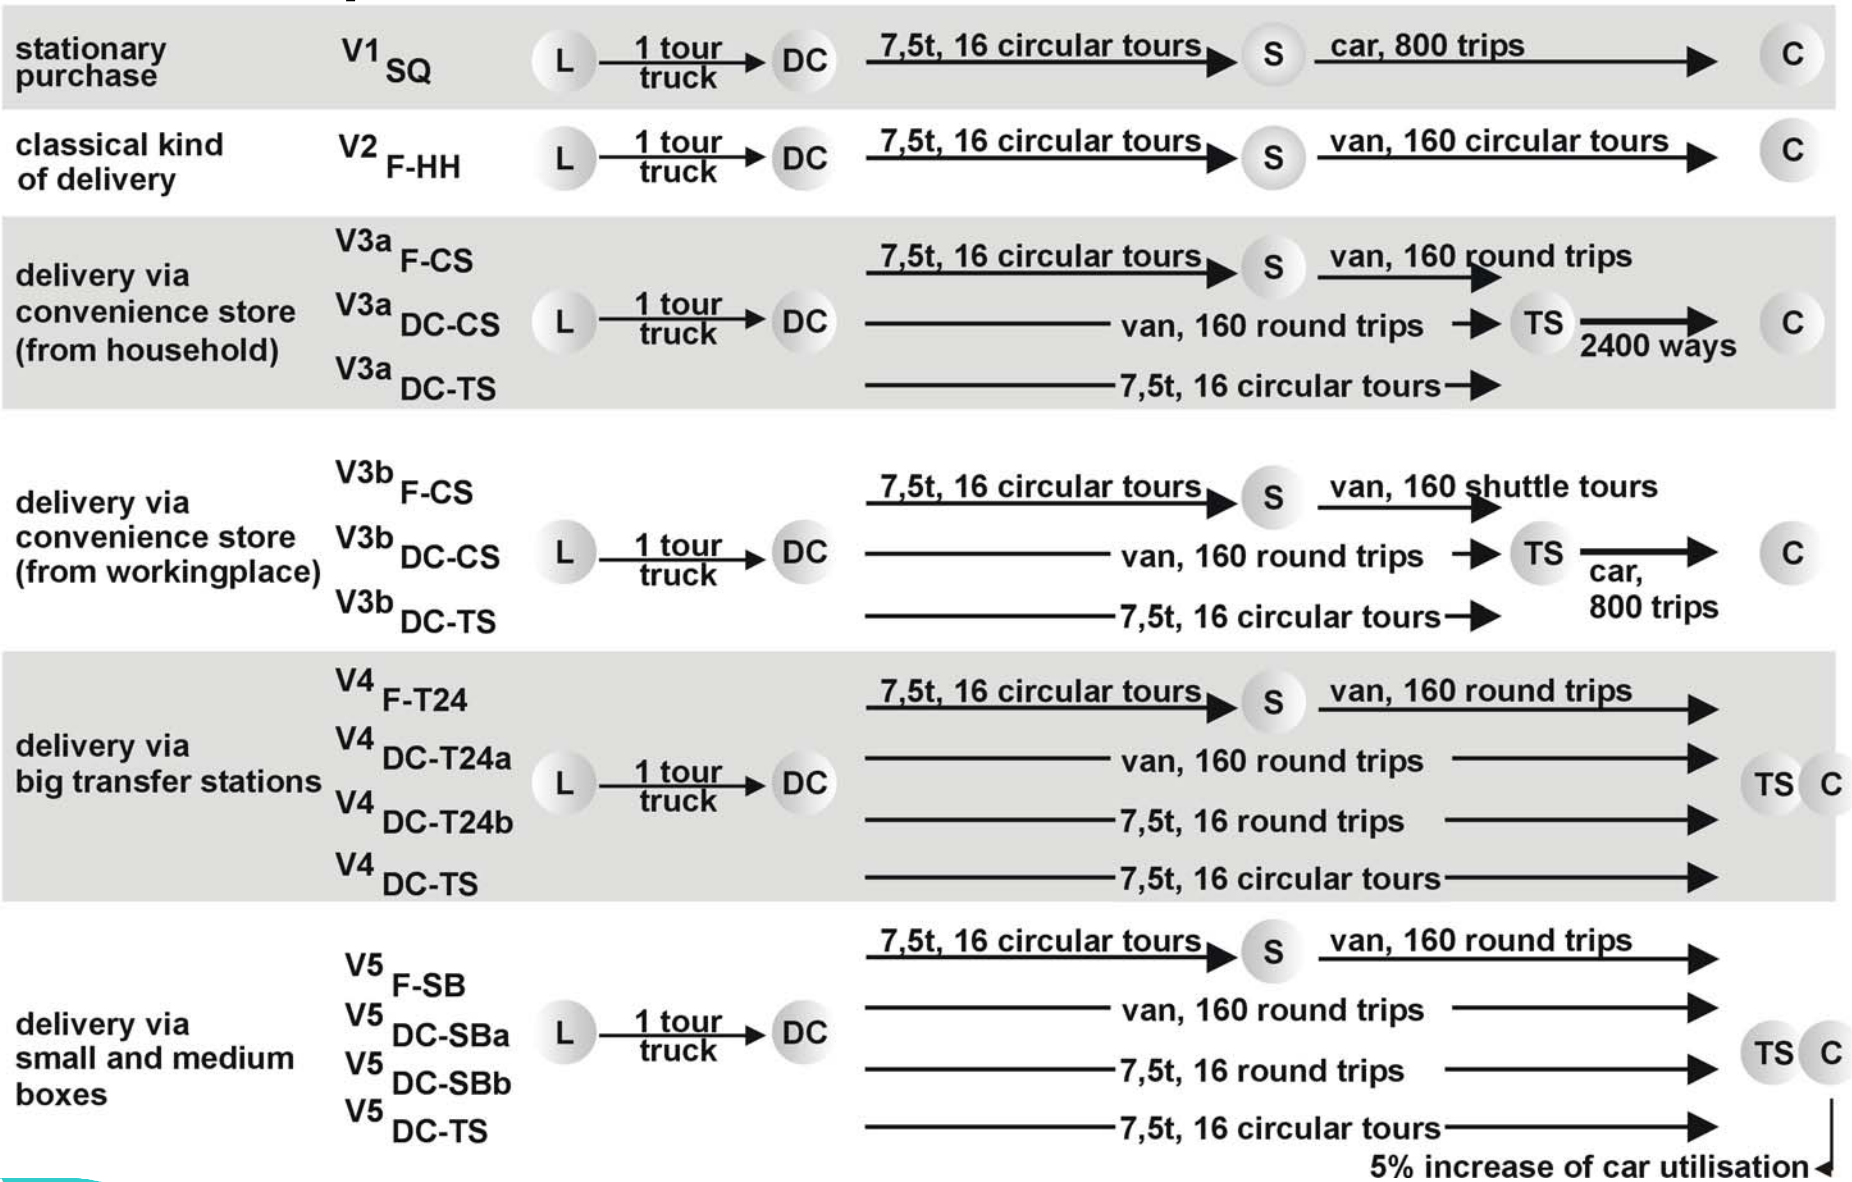 stationary
purchase
V1 SQ
L
1 tour
truck
DC
7,5t, 16 circular tours
S
car, 800 trips
C
classical kind
of delivery
V2 F-HH
L
1 tour
truck
DC
7,5t, 16 circular tours
S
van, 160 circular tours
C
delivery via
convenience store
(from household)
V3a F-CS
V3a DC-CS
V3a DC-TS
L
1 tour
truck
DC
7,5t, 16 circular tours
S
van, 160 round trips
van, 160 round trips
7,5t, 16 circular tours
TS
2400 ways
C
delivery via
convenience store
(from workingplace)
V3b F-CS
V3b DC-CS
V3b DC-TS
L
1 tour
truck
DC
7,5t, 16 circular tours
S
van, 160 shuttle tours
van, 160 round trips
7,5t, 16 circular tours
TS
car,
800 trips
C
delivery via
big transfer stations
V4 F-T24
V4 DC-T24a
V4 DC-T24b
V4 DC-TS
L
1 tour
truck
DC
7,5t, 16 circular tours
S
van, 160 round trips
van, 160 round trips
7,5t, 16 round trips
7,5t, 16 circular tours
TS
C
delivery via
small and medium
boxes
V5 F-SB
V5 DC-SBa
V5 DC-SBb
V5 DC-TS
L
1 tour
truck
DC
7,5t, 16 circular tours
S
van, 160 round trips
van, 160 round trips
7,5t, 16 round trips
7,5t, 16 circular tours
TS
C
5% increase of car utilisation